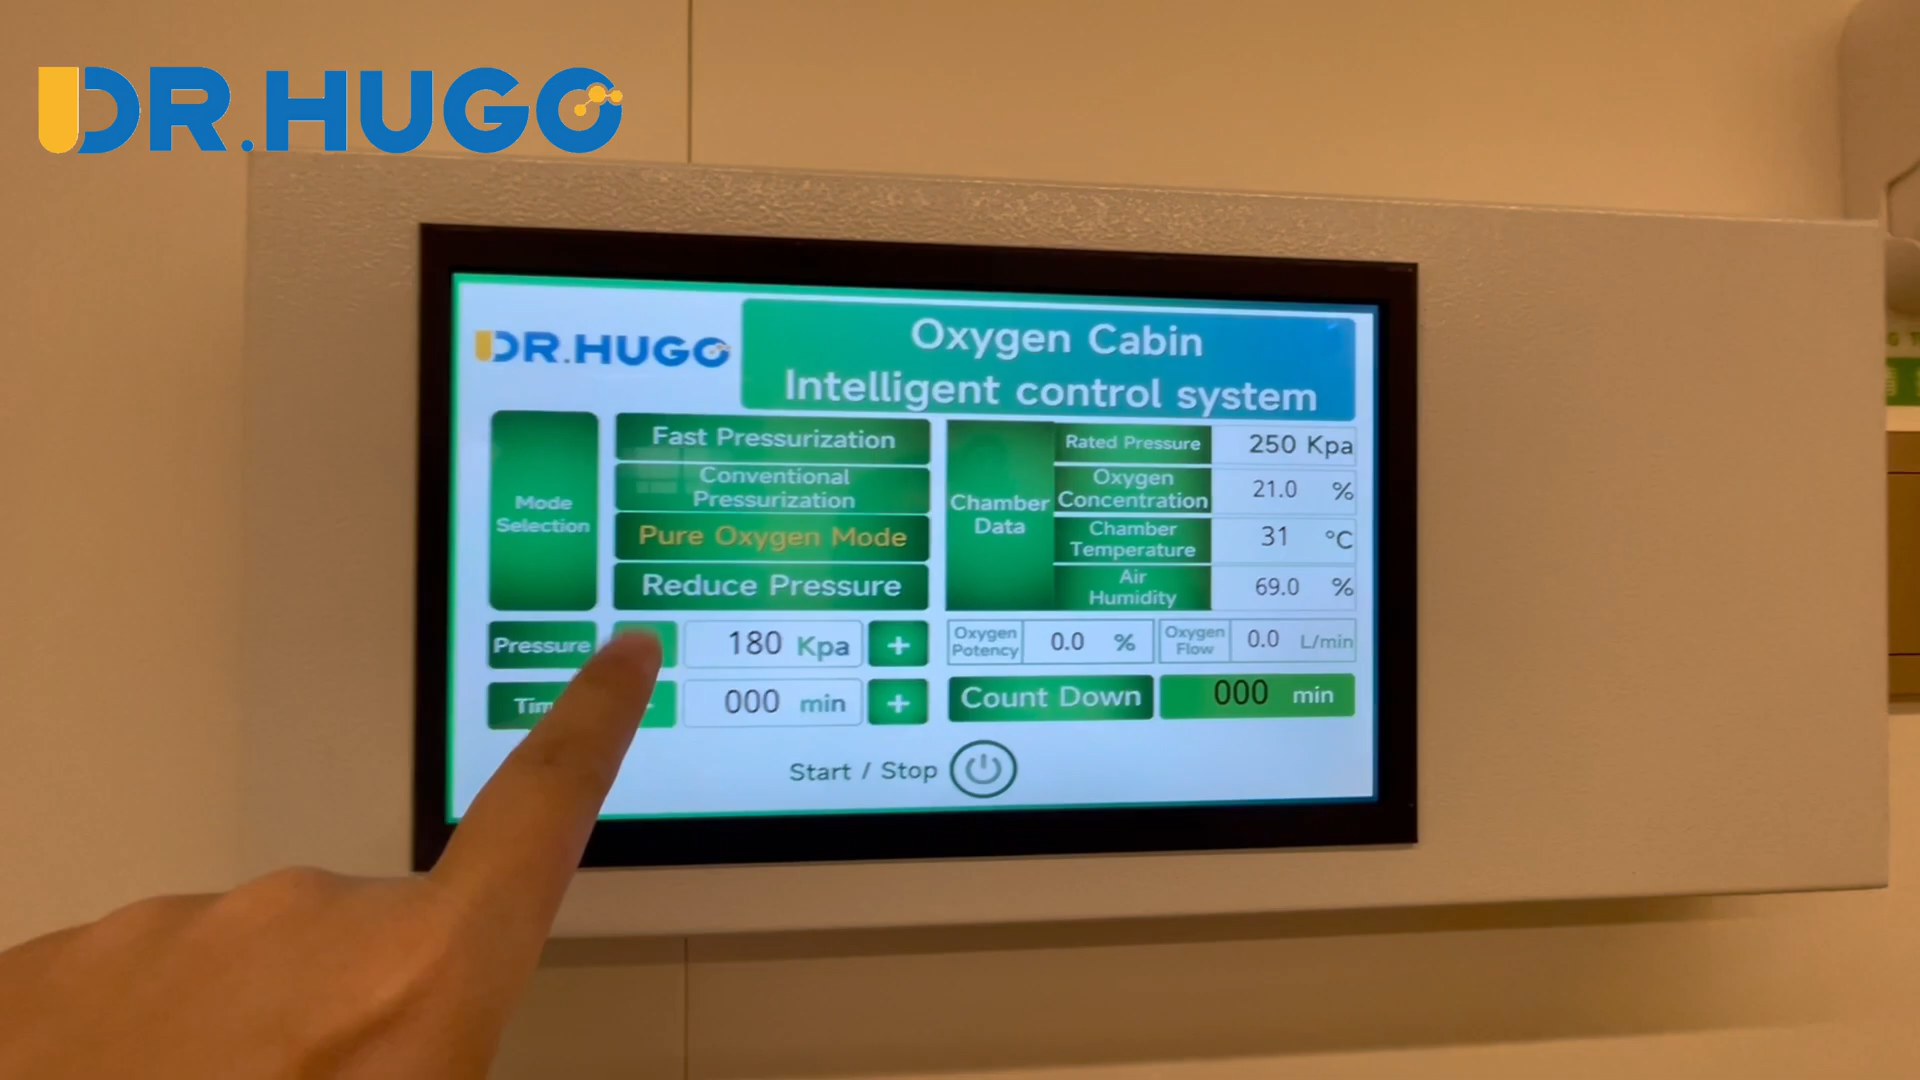 DR.HUGO
DR.HUGO
Oxygen Cabin
Intelligent control system
Mode
Selection
Fast Pressurization
Conventional
Pressurization
Pure Oxygen Mode
Reduce Pressure
Chamber
Data
Rated Pressure
250 Kpa
Oxygen
Concentration
21.0 %
Chamber
Temperature
31 °C
Air
Humidity
69.0 %
Pressure
180 Kpa +
000 min +
Oxygen
Potency
0.0 %
Oxygen
Flow
0.0 L/min
Count Down
000 min
Start / Stop